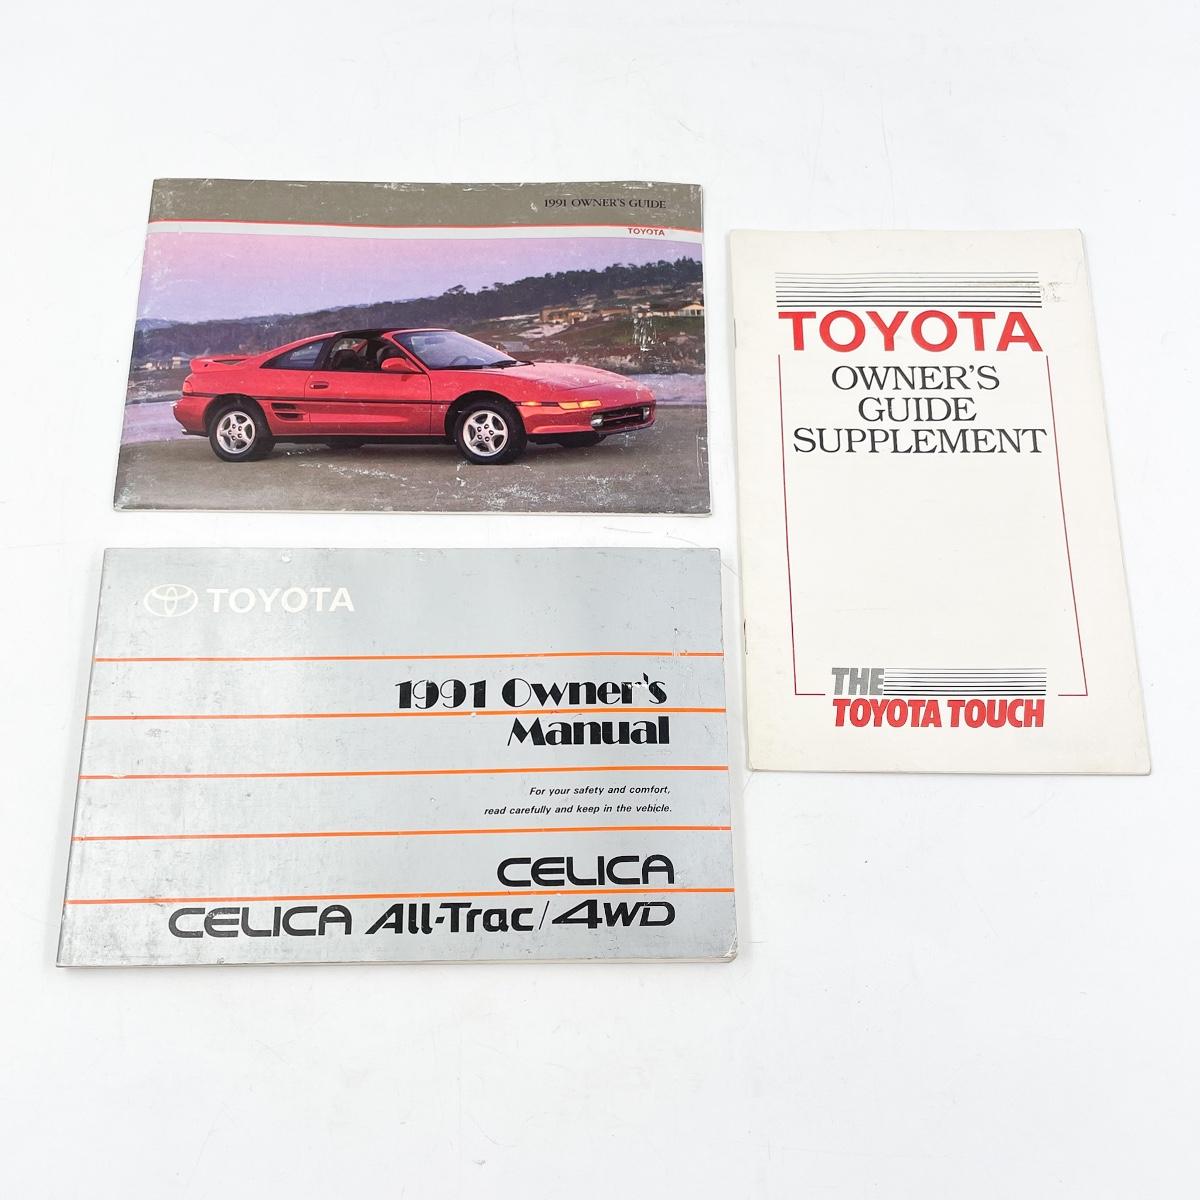 1991 OWNER'S GUIDE
TOYOTA
TOYOTA
OWNER'S
GUIDE
SUPPLEMENT
THE
TOYOTA TOUCH
TOYOTA
1991 Owner's
Manual
For your safety and comfort,
read carefully and keep in the vehicle.
CELICA
CELICA All-Trac/4WD